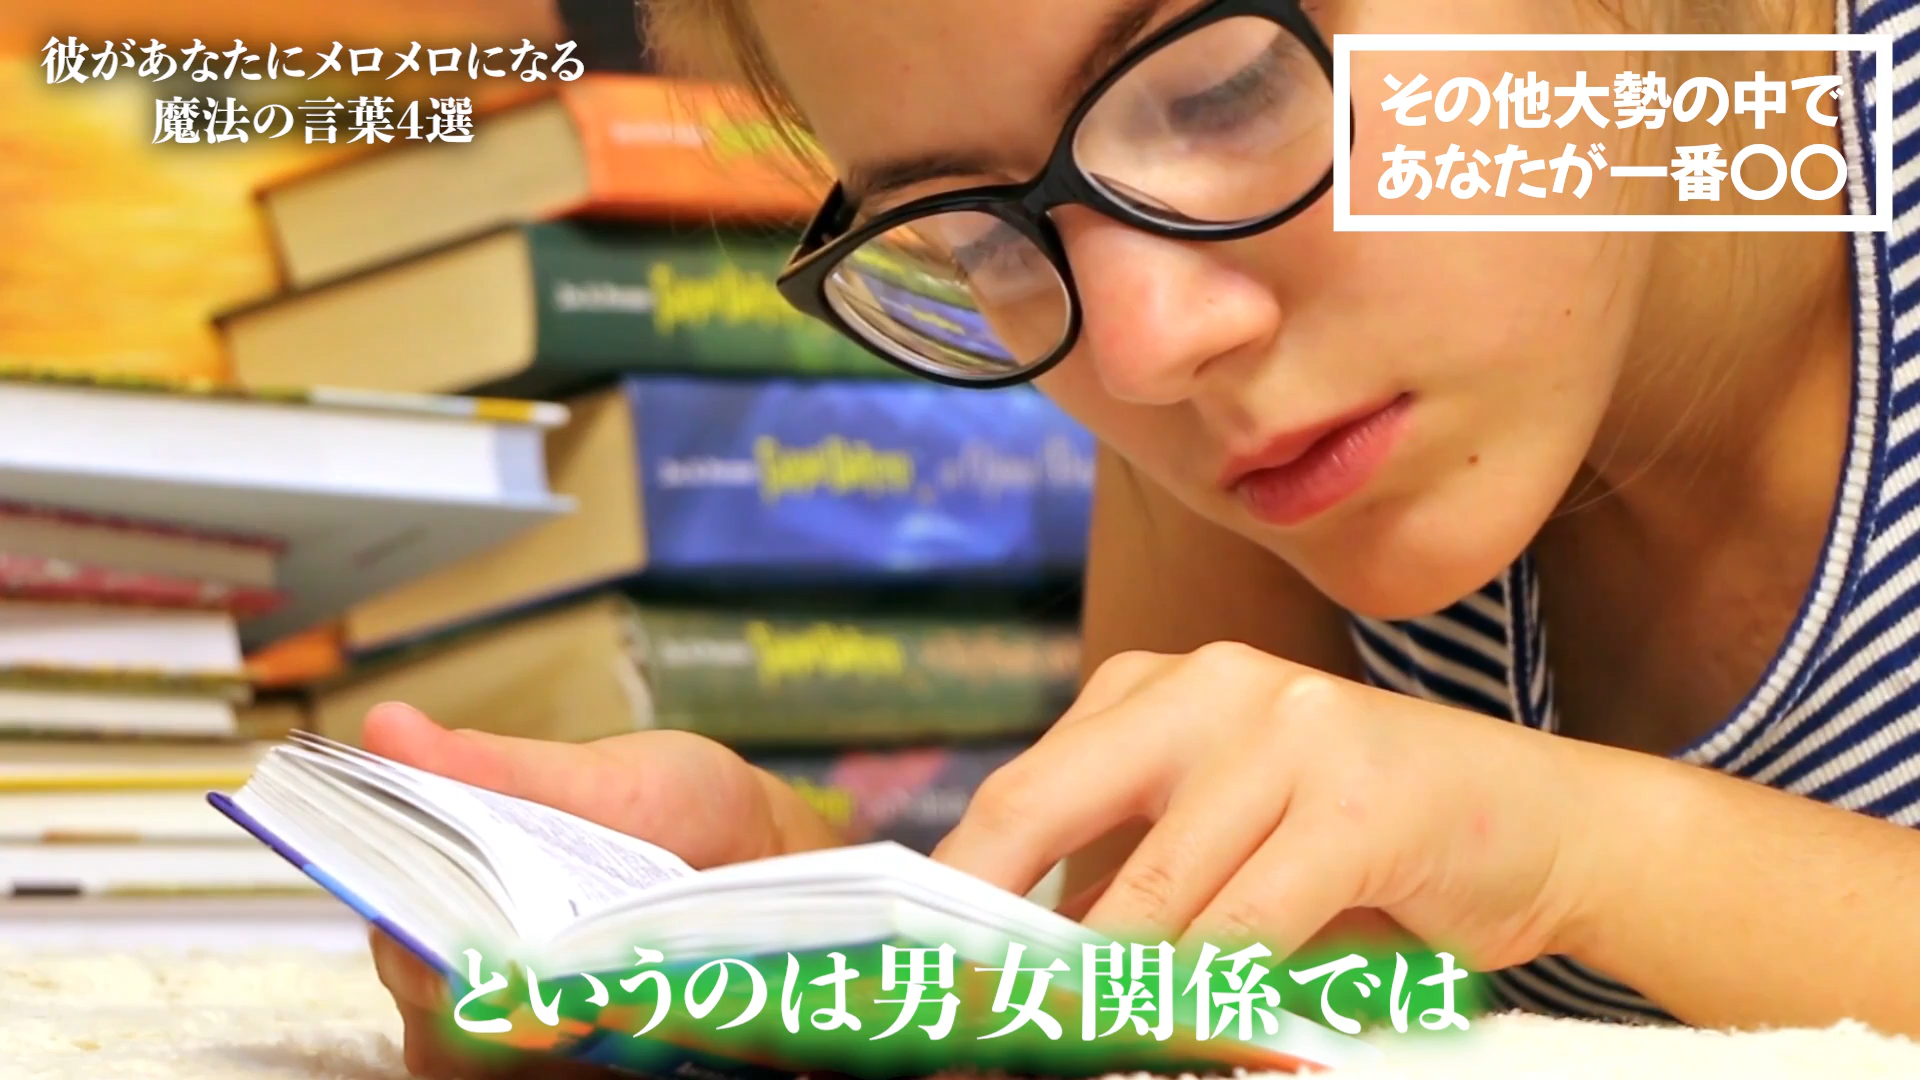 彼があなたにメロメロになる
魔法の言葉4選
その他大勢の中で
あなたが一番〇〇
というのは男女関係では